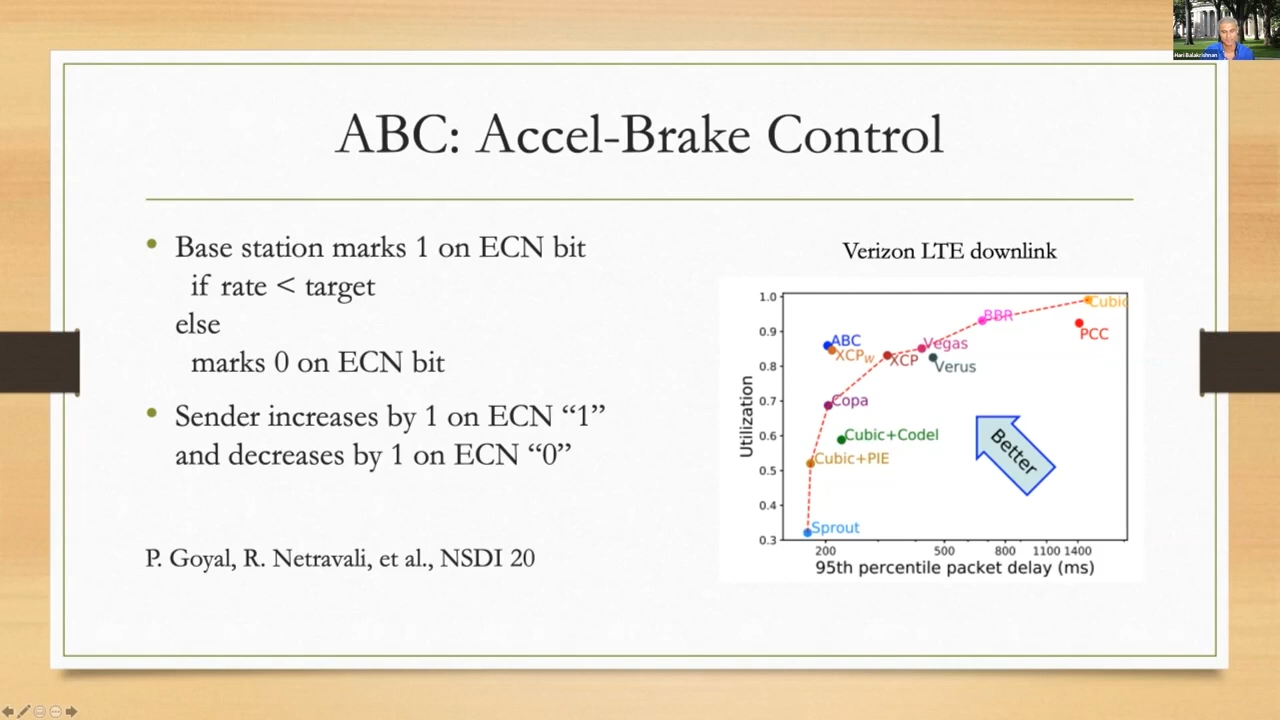 Hari Balakrishnan
ABC: Accel-Brake Control
• Base station marks 1 on ECN bit
if rate < target
else
marks 0 on ECN bit
• Sender increases by 1 on ECN “1”
and decreases by 1 on ECN “0”
P. Goyal, R. Netravali, et al., NSDI 20
Verizon LTE downlink
Utilization
1.0
0.9
0.8
0.7
0.6
0.5
0.4
0.3
Cubic
BBR
PCC
ABC
XCPw
Vegas
XCP
Verus
Copa
Cubic+Codel
Cubic+PIE
Sprout
Better
200 500 800 1100 1400
95th percentile packet delay (ms)